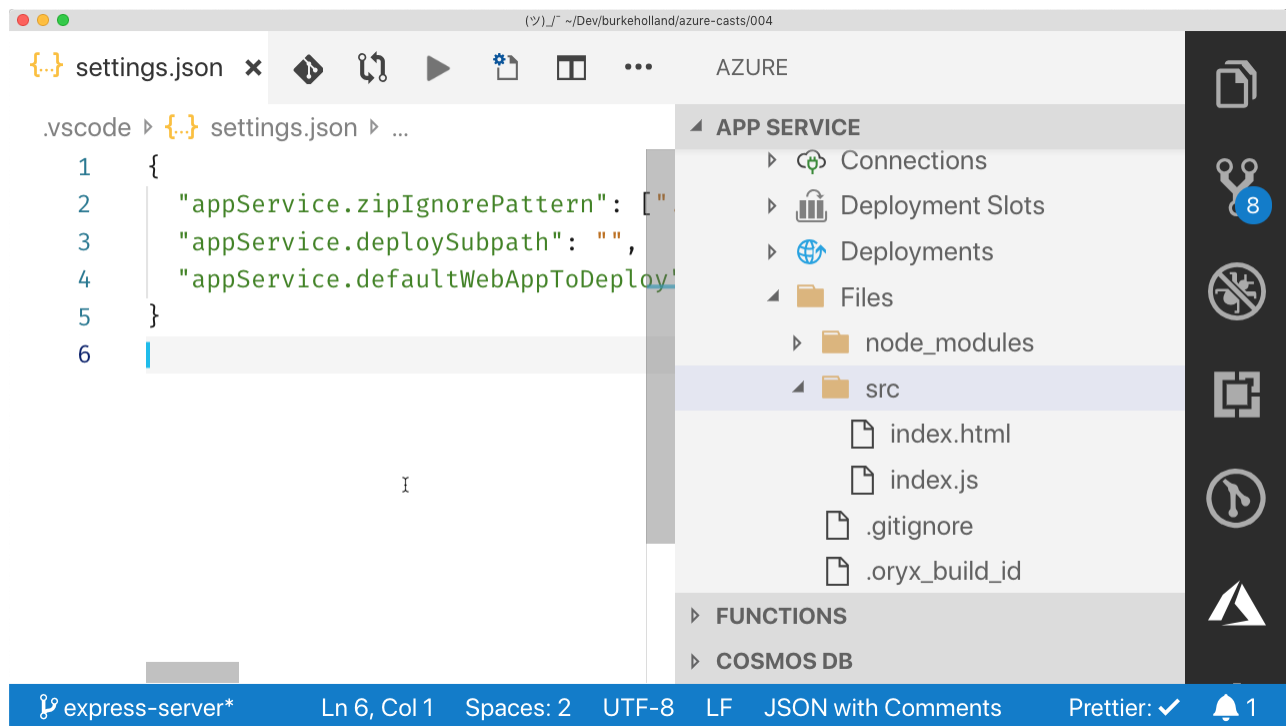 (ツ)_/¯ ~/Dev/burkeholland/azure-casts/004
settings.json
.vscode settings.json ...
1 {
2 "appService.zipIgnorePattern": ["
3 "appService.deploySubpath": "",
4 "appService.defaultWebAppToDeploy"
5 }
6
AZURE
APP SERVICE
Connections
Deployment Slots
Deployments
Files
node_modules
src
index.html
index.js
.gitignore
.oryx_build_id
FUNCTIONS
COSMOS DB
8
express-server* Ln 6, Col 1 Spaces: 2 UTF-8 LF JSON with Comments Prettier: ✓ 1